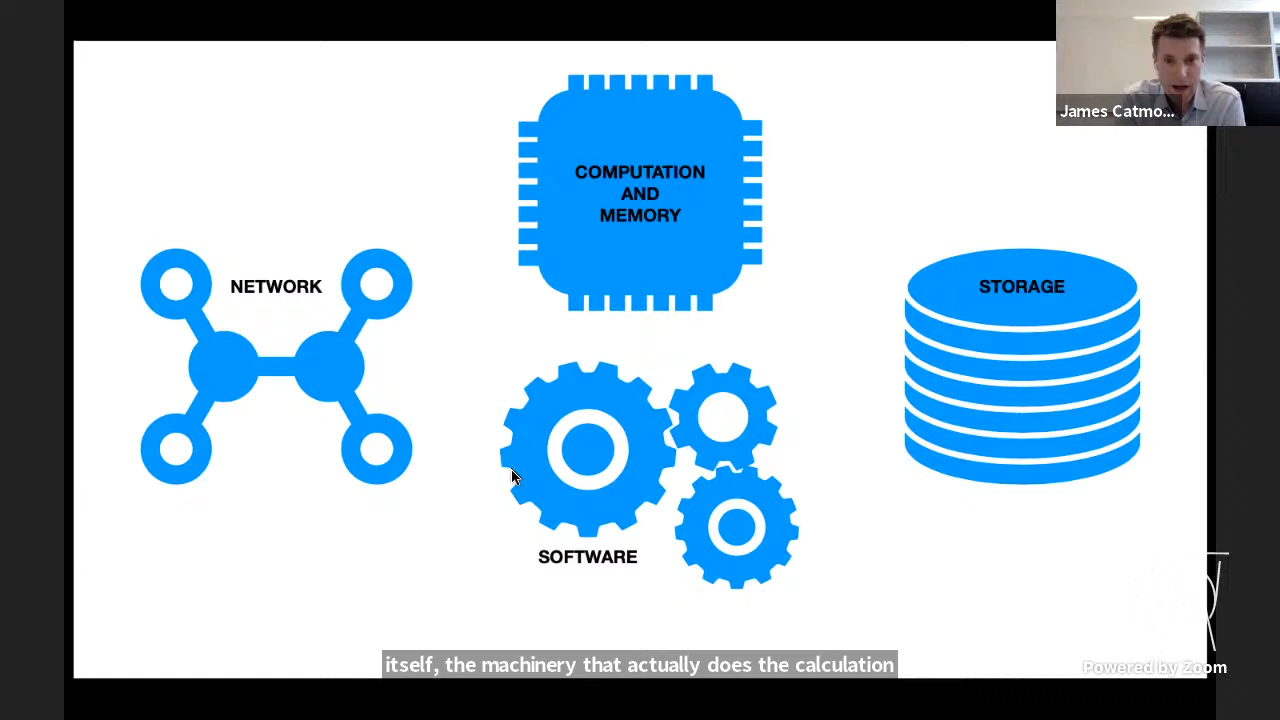 James Catmo...
COMPUTATION
AND
MEMORY
NETWORK
STORAGE
SOFTWARE
itself, the machinery that actually does the calculation
Powered by Zoom